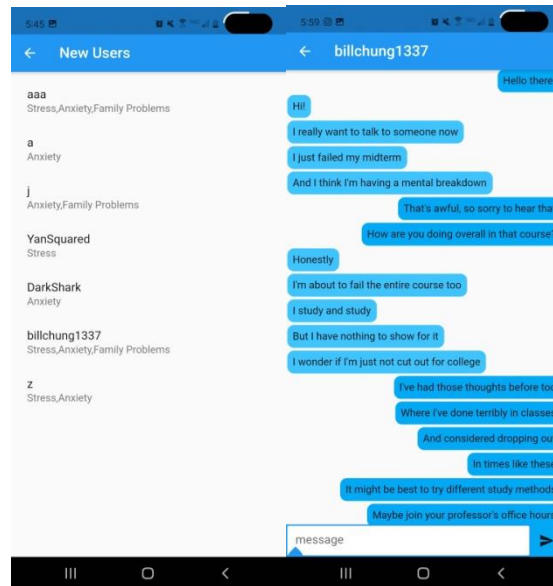 5:45
New Users
aaa
Stress,Anxiety,Family Problems
a
Anxiety
j
Anxiety,Family Problems
YanSquared
Stress
DarkShark
Anxiety
billchung1337
Stress,Anxiety,Family Problems
z
Stress,Anxiety
5:59
billchung1337
Hello there
Hi!
I really want to talk to someone now
I just failed my midterm
And I think I'm having a mental breakdown
That's awful, so sorry to hear tha
How are you doing overall in that course?
Honestly
I'm about to fail the entire course too
I study and study
But I have nothing to show for it
I wonder if I'm just not cut out for college
I've had those thoughts before too
Where i've done terribly in classes
And considered dropping ou
In times like these
It might be best to try different study methods
Maybe join your professor's office hours
message